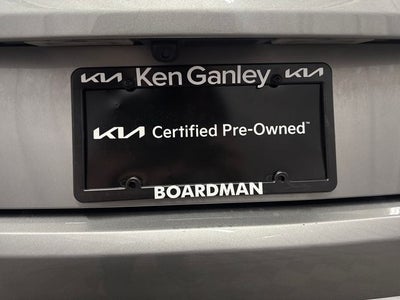 KIA Ken Ganley KIA
KIA Certified Pre-Owned™
BOARDMAN